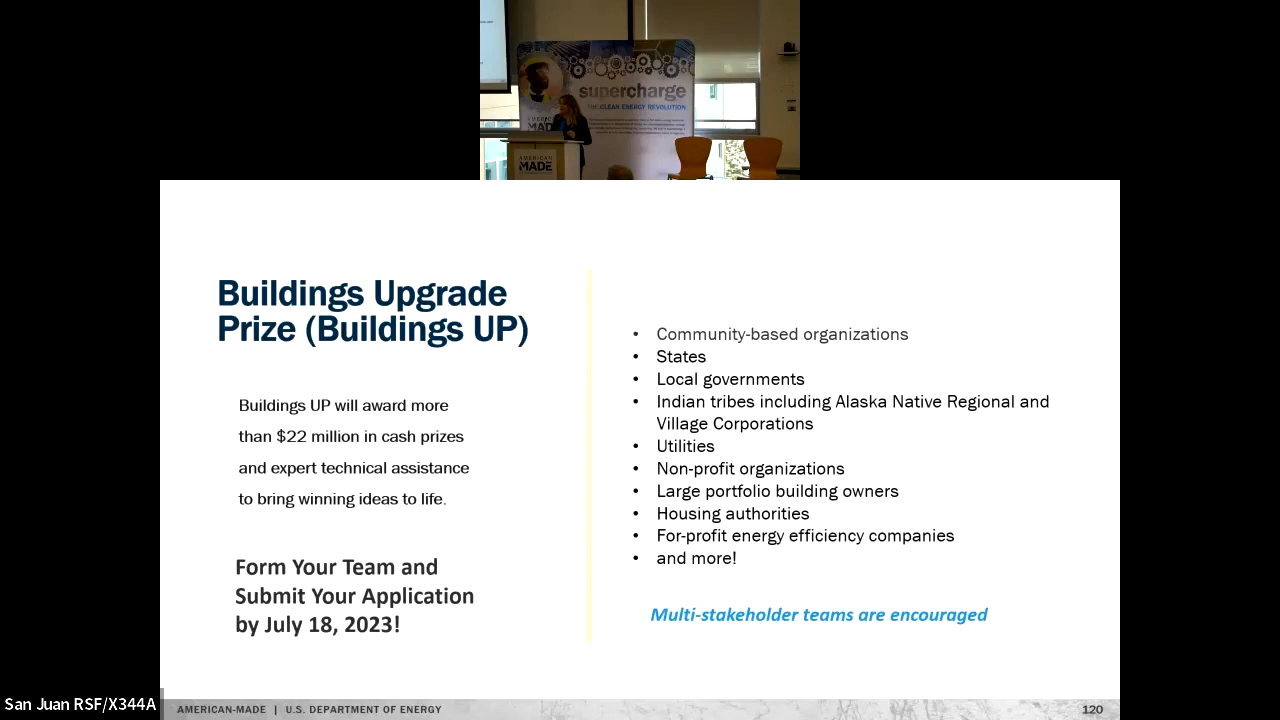 supercharge
THE CLEAN ENERGY REVOLUTION
AMERICAN
MADE
Buildings Upgrade
Prize (Buildings UP)
Buildings UP will award more
than $22 million in cash prizes
and expert technical assistance
to bring winning ideas to life.
Form Your Team and
Submit Your Application
by July 18, 2023!
• Community-based organizations
• States
• Local governments
• Indian tribes including Alaska Native Regional and
Village Corporations
• Utilities
• Non-profit organizations
• Large portfolio building owners
• Housing authorities
• For-profit energy efficiency companies
• and more!
Multi-stakeholder teams are encouraged
San Juan RSF/X344A
AMERICAN-MADE | U.S. DEPARTMENT OF ENERGY
120